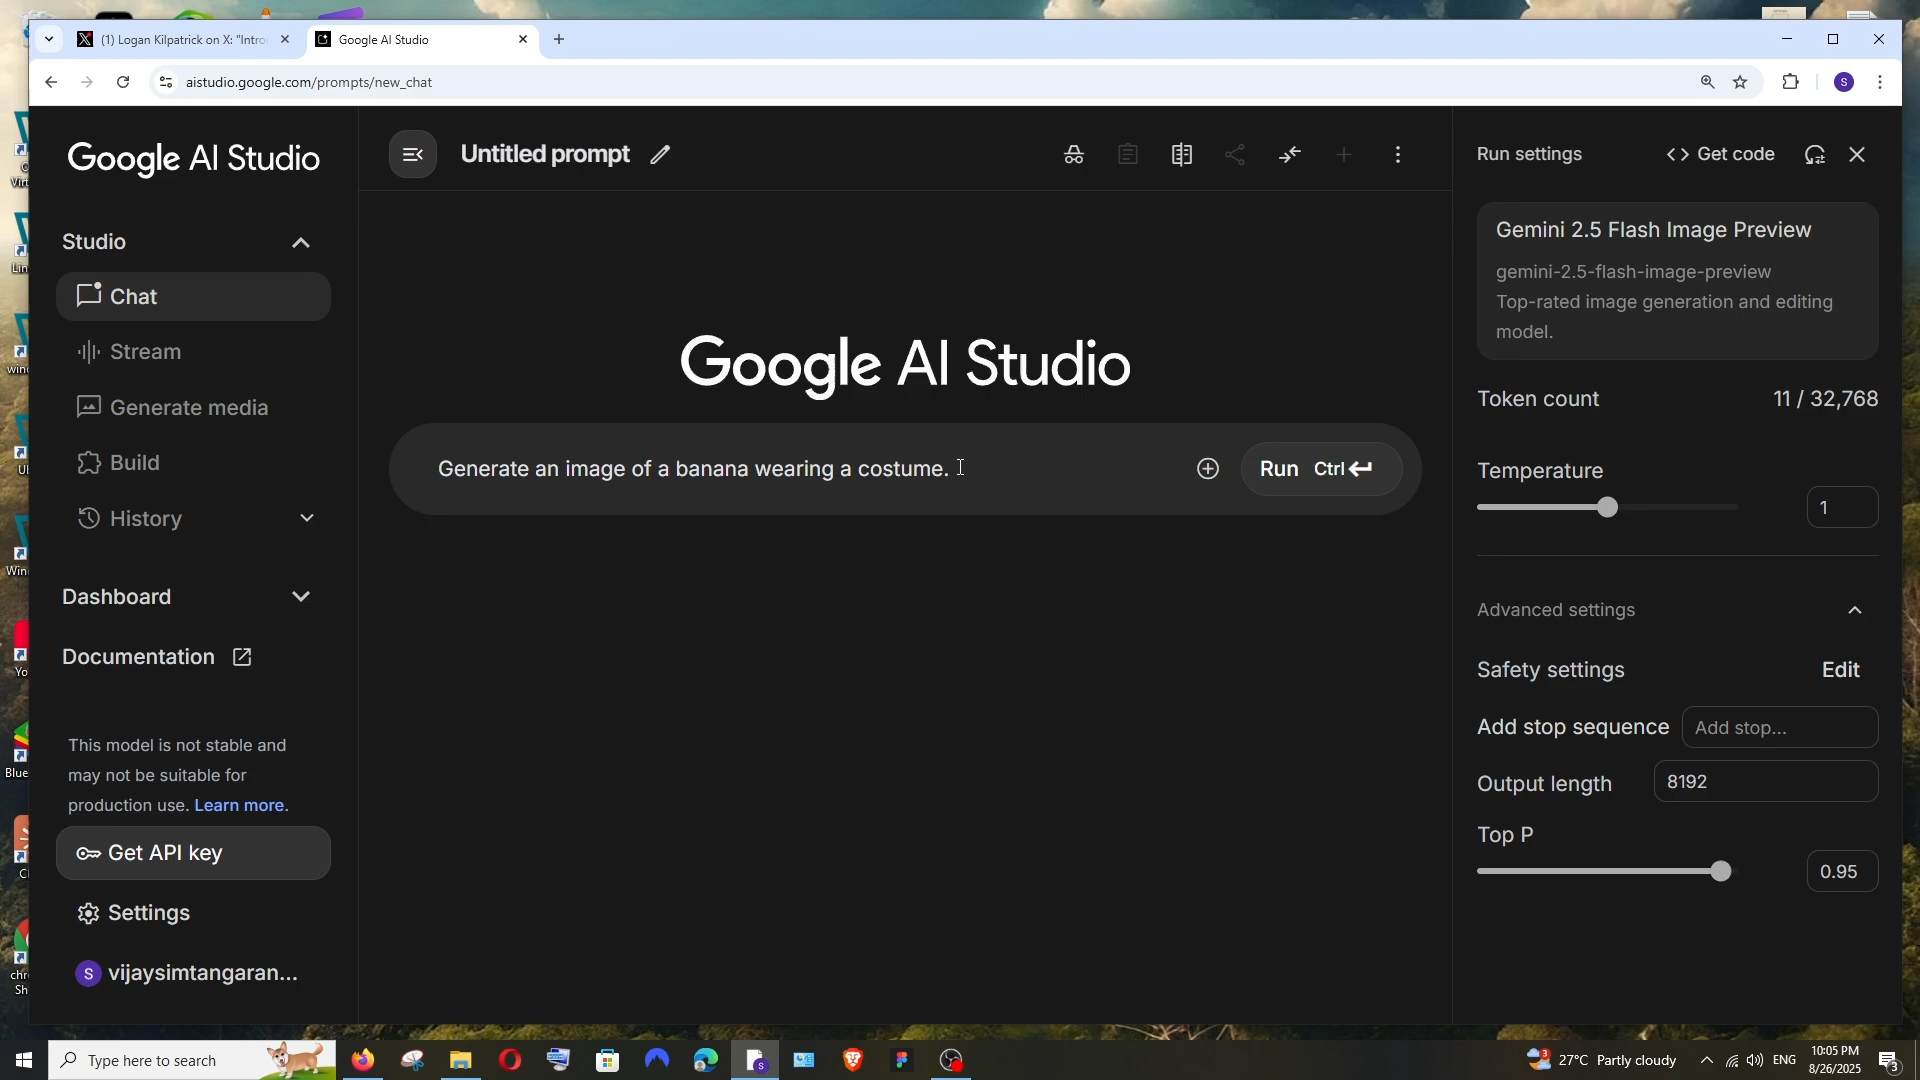 (1) Logan Kilpatrick on X: "Intro
Google AI Studio
aistudio.google.com/prompts/new_chat
S
Google AI Studio
Untitled prompt
Run settings
Get code
Studio
Chat
Stream
Generate media
Build
History
Dashboard
Documentation
This model is not stable and
may not be suitable for
production use. Learn more.
Get API key
Settings
S vijaysimtangaran...
Google AI Studio
Generate an image of a banana wearing a costume.
Run Ctrl
Gemini 2.5 Flash Image Preview
gemini-2.5-flash-image-preview
Top-rated image generation and editing
model.
Token count 11 / 32,768
Temperature
1
Advanced settings
Safety settings Edit
Add stop sequence Add stop...
Output length 8192
Top P
0.95
Type here to search
3
27°C Partly cloudy
ENG
10:05 PM
8/26/2025
3